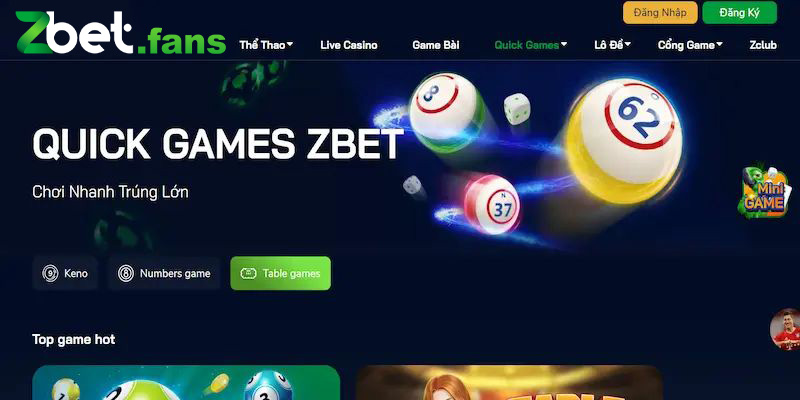 Đăng Nhập Đăng Ký
Zbet.fans
Thể Thao Live Casino Game Bài Quick Games Lô Đề Cổng Game Zclub
8
62
QUICK GAMES ZBET
Chơi Nhanh Trúng Lớn
N
37
Mini
GAME
9 Keno 8 Numbers game Table games
Top game hot